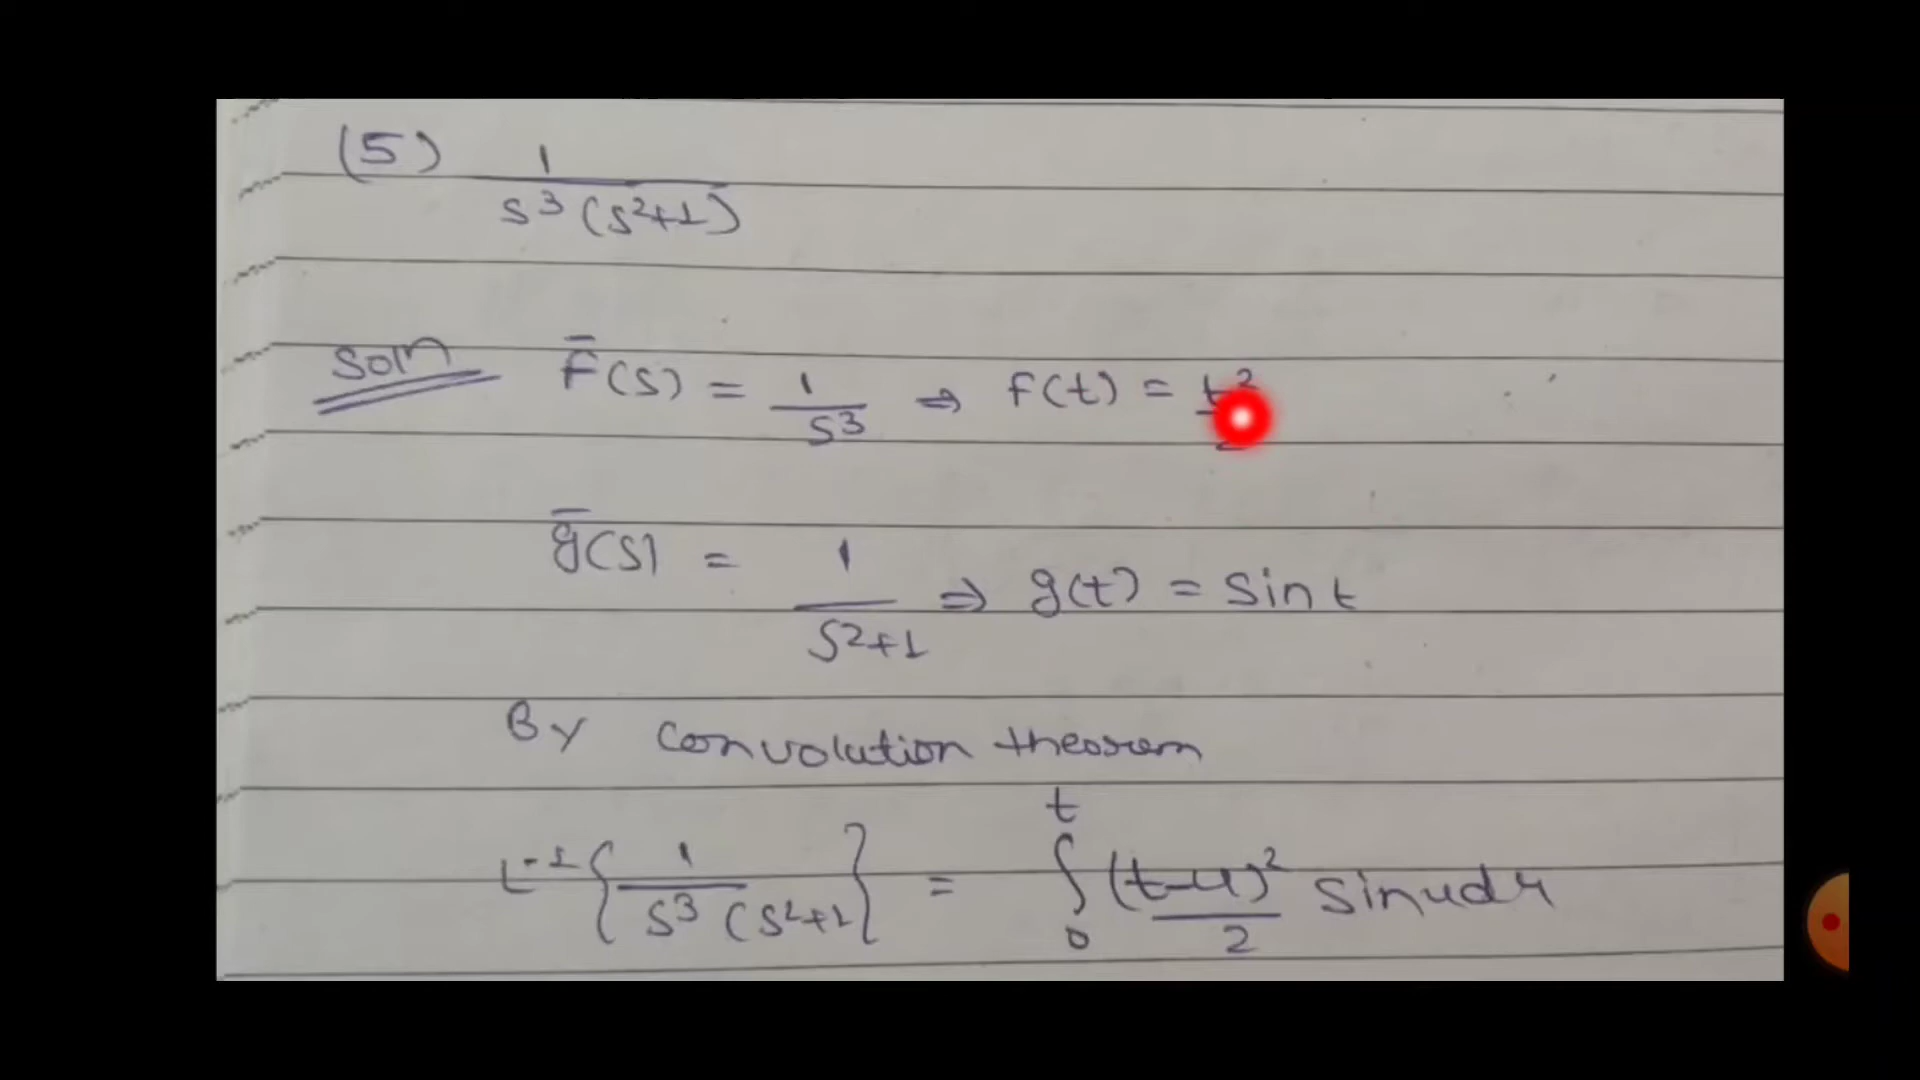 (5) 1/(s³(s²+1))
Soln F̄(s) = 1/s³ ⇒ F(t) = t²/2
ḡ(s) = 1/(s²+1) ⇒ g(t) = sin t
By convolution theorem
L⁻¹{1/(s³(s²+1)} = ∫₀ᵗ (t-u)²/2 sin u du